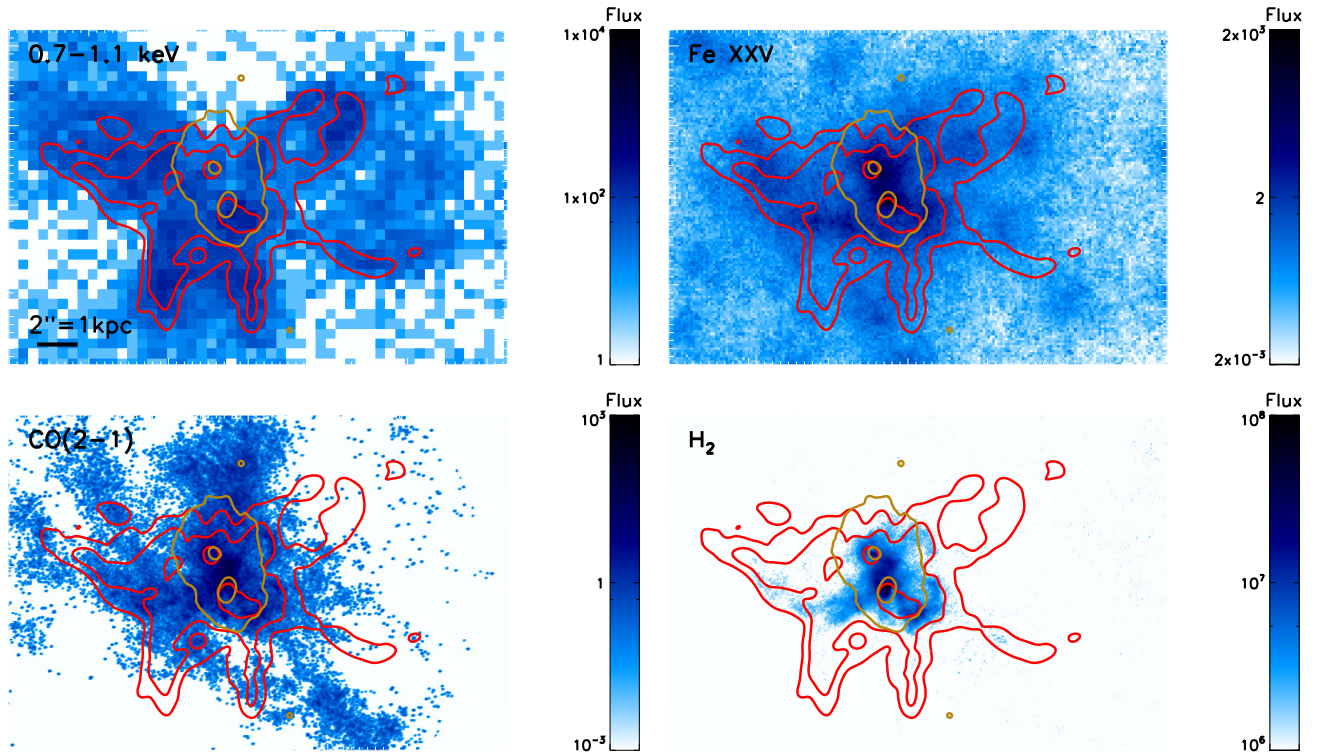 Flux
0.7–1.1 keV
1x10⁴
1x10²
1
2''=1kpc
Flux
Fe XXV
2x10³
2
2x10⁻³
Flux
CO(2–1)
10³
1
10⁻³
Flux
H₂
10⁸
10⁷
10⁶